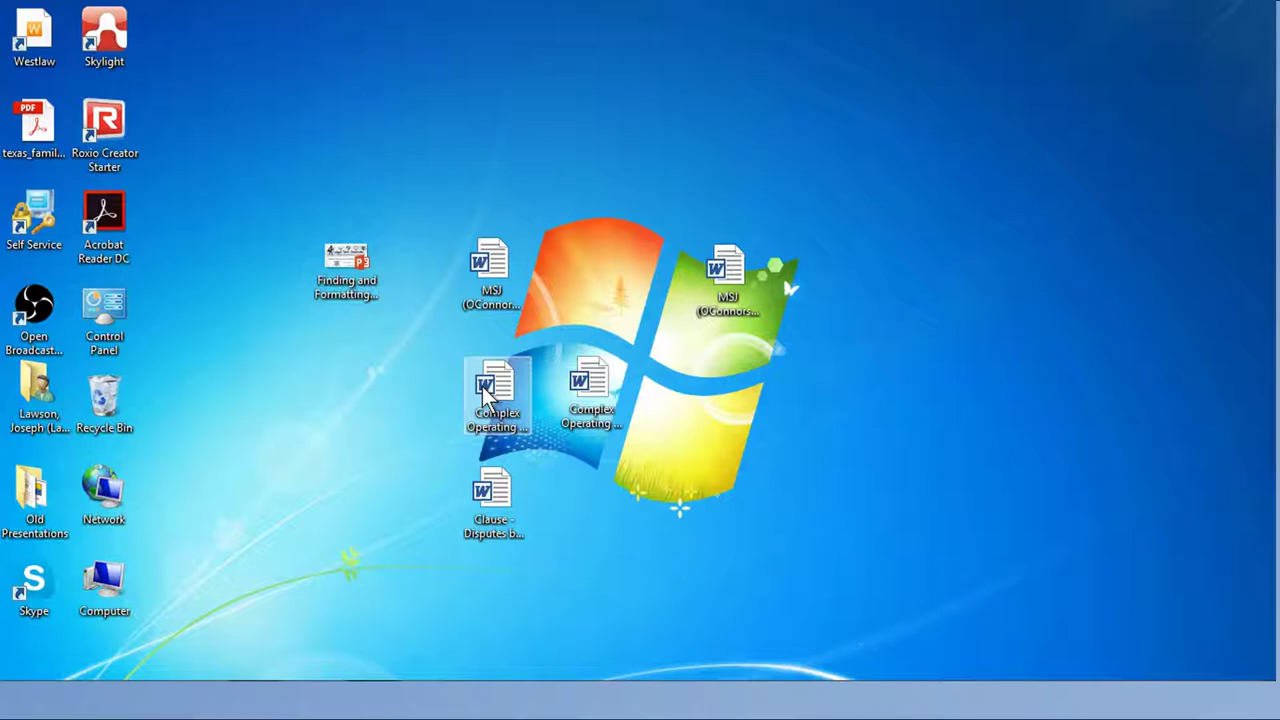 Westlaw
Skylight
PDF
texas_famil...
Roxio Creator
Starter
Self Service
Acrobat
Reader DC
Open
Broadcast...
Control
Panel
Lawson,
Joseph (La...
Recycle Bin
Old
Presentations
Network
Skype
Computer
Finding and
Formatting...
MSJ
(OConnor...
MSJ
(OConnors...
Complex
Operating ...
Complex
Operating ...
Clause -
Disputes b...